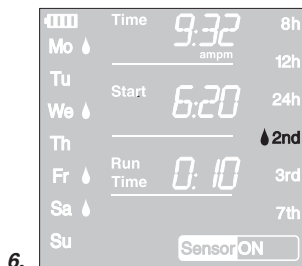 Time 9:32 8h
Mo ampm
12h
Tu
Start 6:20 24h
We
2nd
Th
Run
Time 0:10 3rd
Fr
Sa 7th
Su
Sensor ON
6.